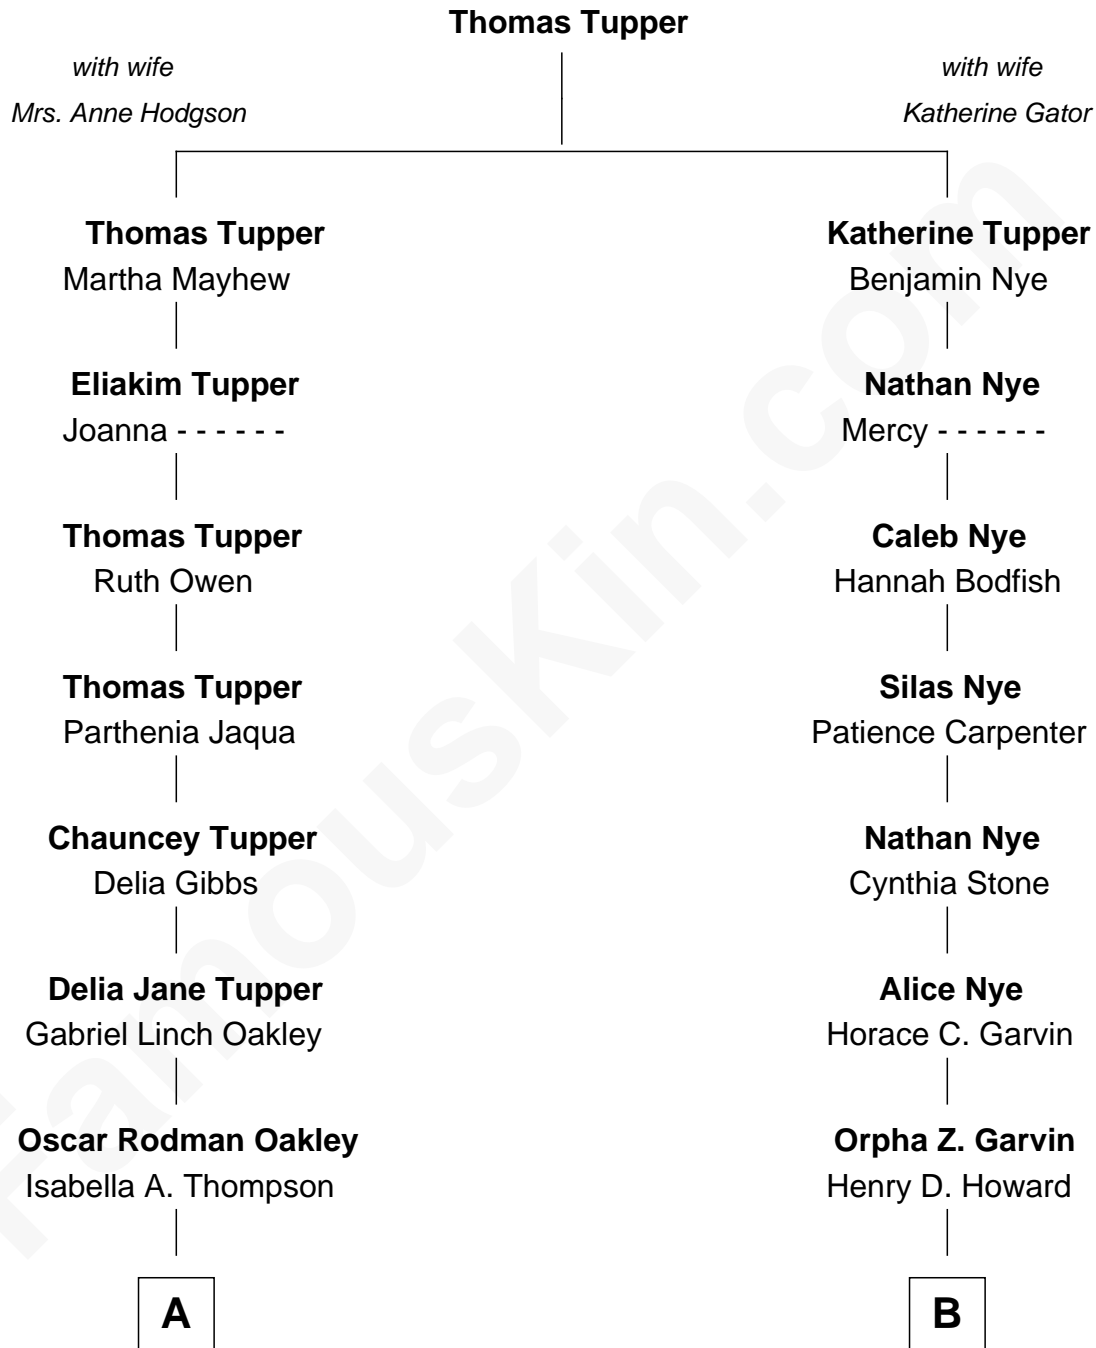 Thomas Tupper
with wife
Mrs. Anne Hodgson
with wife
Katherine Gator
Thomas Tupper
Martha Mayhew
Katherine Tupper
Benjamin Nye
Eliakim Tupper
Joanna - - - - - -
Nathan Nye
Mercy - - - - - -
Thomas Tupper
Ruth Owen
Caleb Nye
Hannah Bodfish
Thomas Tupper
Parthenia Jaqua
Silas Nye
Patience Carpenter
Chauncey Tupper
Delia Gibbs
Nathan Nye
Cynthia Stone
Delia Jane Tupper
Gabriel Linch Oakley
Alice Nye
Horace C. Garvin
Oscar Rodman Oakley
Isabella A. Thompson
Orpha Z. Garvin
Henry D. Howard
A
B
FamousKin.com